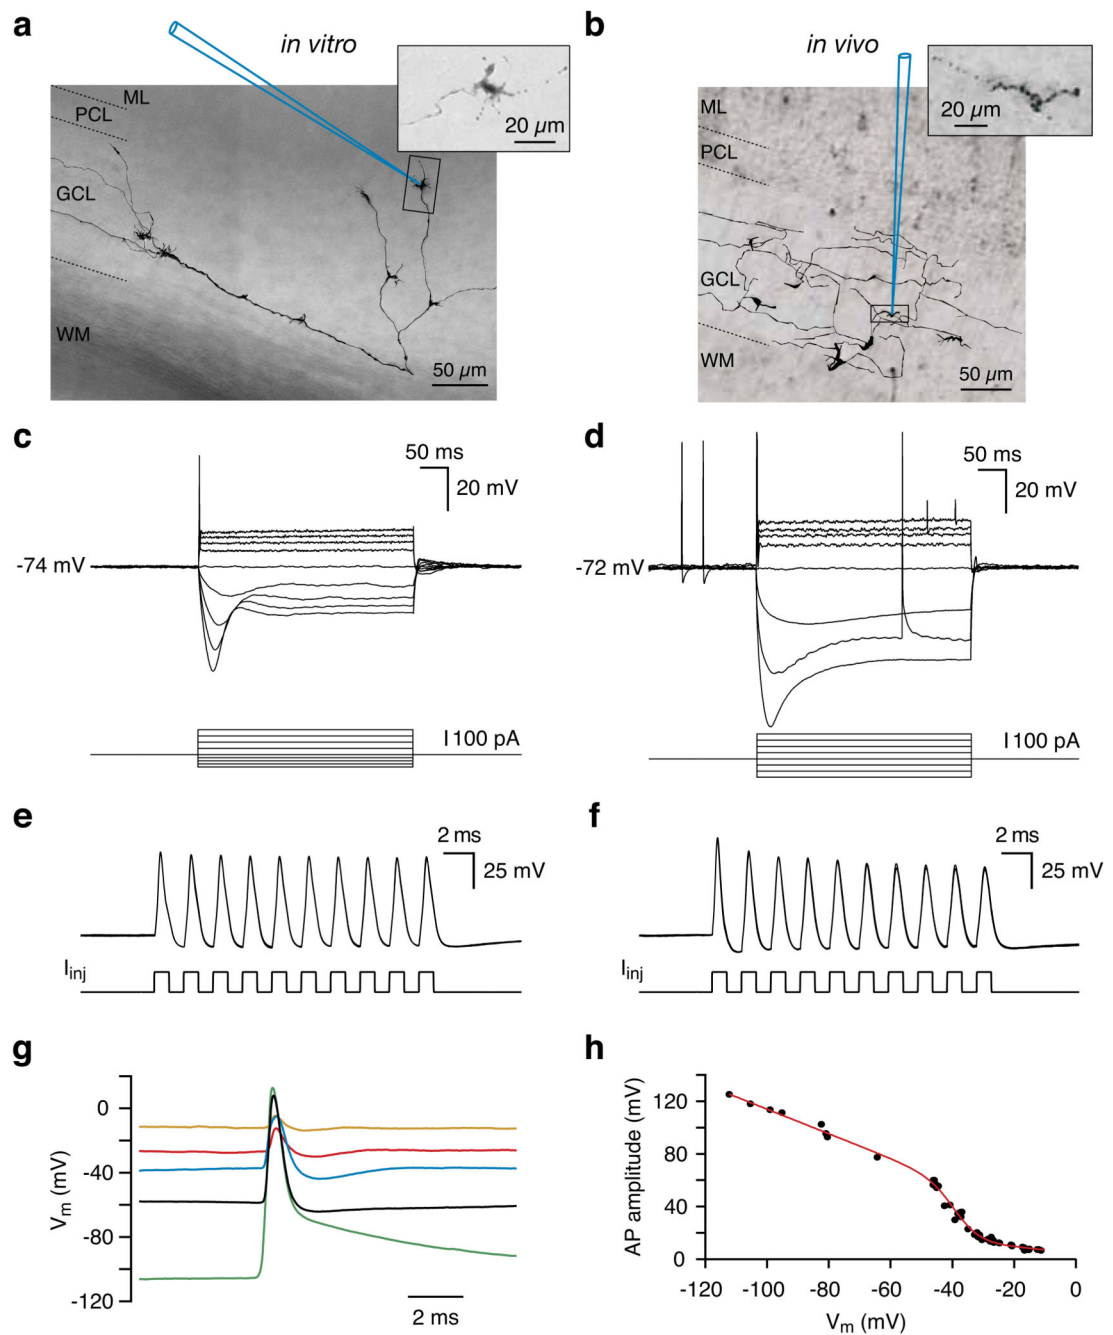 a
in vitro
ML
PCL
GCL
WM
20 µm
50 µm
b
in vivo
ML
PCL
GCL
WM
20 µm
50 µm
c
50 ms
20 mV
-74 mV
100 pA
d
50 ms
20 mV
-72 mV
100 pA
e
2 ms
25 mV
Iinj
f
2 ms
25 mV
Iinj
g
Vm (mV)
0
-40
-80
-120
2 ms
h
AP amplitude (mV)
120
80
40
0
-120 -100 -80 -60 -40 -20 0
Vm (mV)